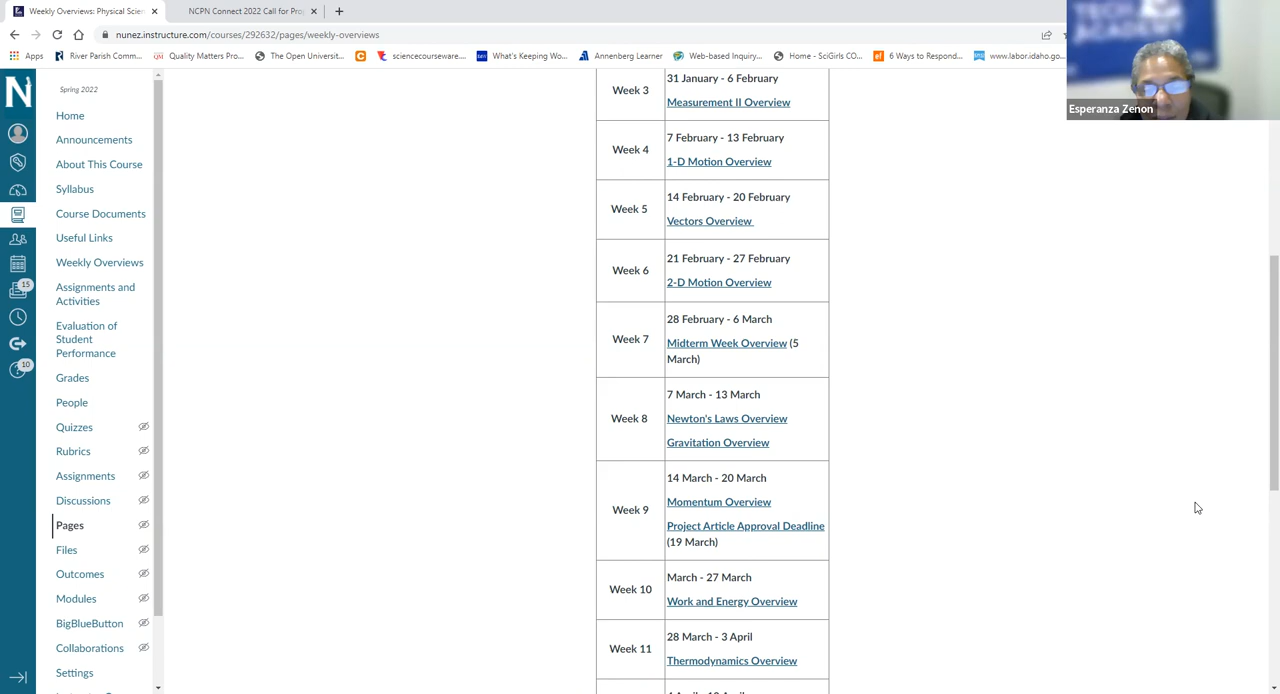 Weekly Overviews: Physical Scien
NCPN Connect 2022 Call for Pro
nunez.instructure.com/courses/292632/pages/weekly-overviews
Apps
River Parish Comm...
Quality Matters Pro...
The Open Universit...
sciencecourseware...
What's Keeping Wo...
Annenberg Learner
Web-based Inquiry...
Home - SciGirls CO...
6 Ways to Respond...
www.labor.idaho.go...
TECH
ACADEMY
Esperanza Zenon
N
15
10
Spring 2022
Home
Announcements
About This Course
Syllabus
Course Documents
Useful Links
Weekly Overviews
Assignments and
Activities
Evaluation of
Student
Performance
Grades
People
Quizzes
Rubrics
Assignments
Discussions
Pages
Files
Outcomes
Modules
BigBlueButton
Collaborations
Settings
Week 3
31 January - 6 February
Measurement II Overview
Week 4
7 February - 13 February
1-D Motion Overview
Week 5
14 February - 20 February
Vectors Overview
Week 6
21 February - 27 February
2-D Motion Overview
Week 7
28 February - 6 March
Midterm Week Overview (5
March)
Week 8
7 March - 13 March
Newton's Laws Overview
Gravitation Overview
Week 9
14 March - 20 March
Momentum Overview
Project Article Approval Deadline
(19 March)
Week 10
March - 27 March
Work and Energy Overview
Week 11
28 March - 3 April
Thermodynamics Overview